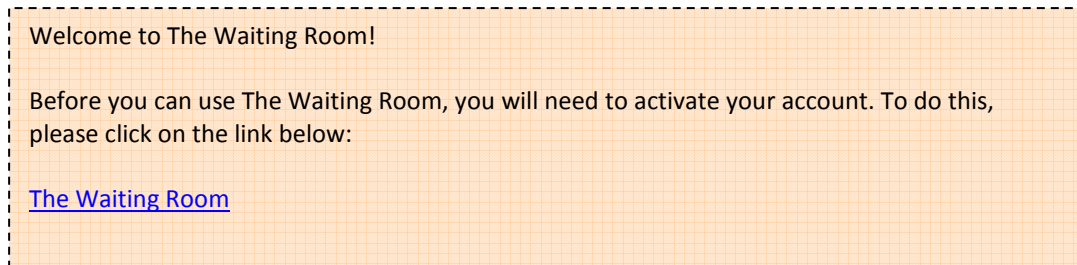 Welcome to The Waiting Room!
Before you can use The Waiting Room, you will need to activate your account. To do this,
please click on the link below:
The Waiting Room